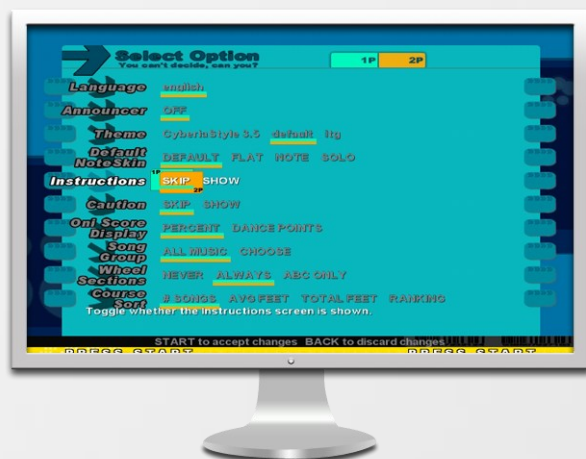 Select Option
You can't decide, can you?
1P 2P
Language english
Announcer OFF
Theme CyberiaStyle 3.5 default itg
Default NoteSkin DEFAULT FLAT NOTE SOLO
1P
Instructions SKIP SHOW
2P
Caution SKIP SHOW
Oni Score Display PERCENT DANCE POINTS
Song Group ALL MUSIC CHOOSE
Wheel Sections NEVER ALWAYS ABC ONLY
Course Sort # SONGS AVG FEET TOTAL FEET RANKING
Toggle whether the instructions screen is shown.
START to accept changes BACK to discard changes
PRESS START PRESS START